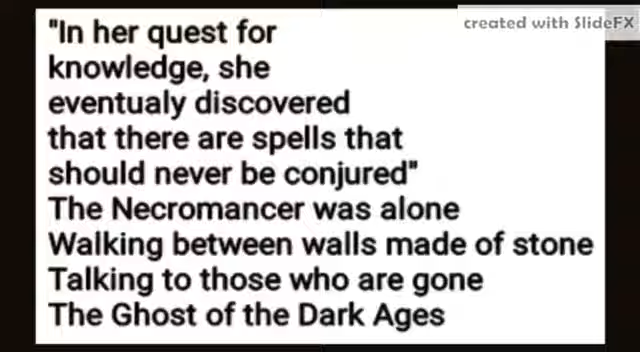 created with SlideFX
"In her quest for
knowledge, she
eventualy discovered
that there are spells that
should never be conjured"
The Necromancer was alone
Walking between walls made of stone
Talking to those who are gone
The Ghost of the Dark Ages